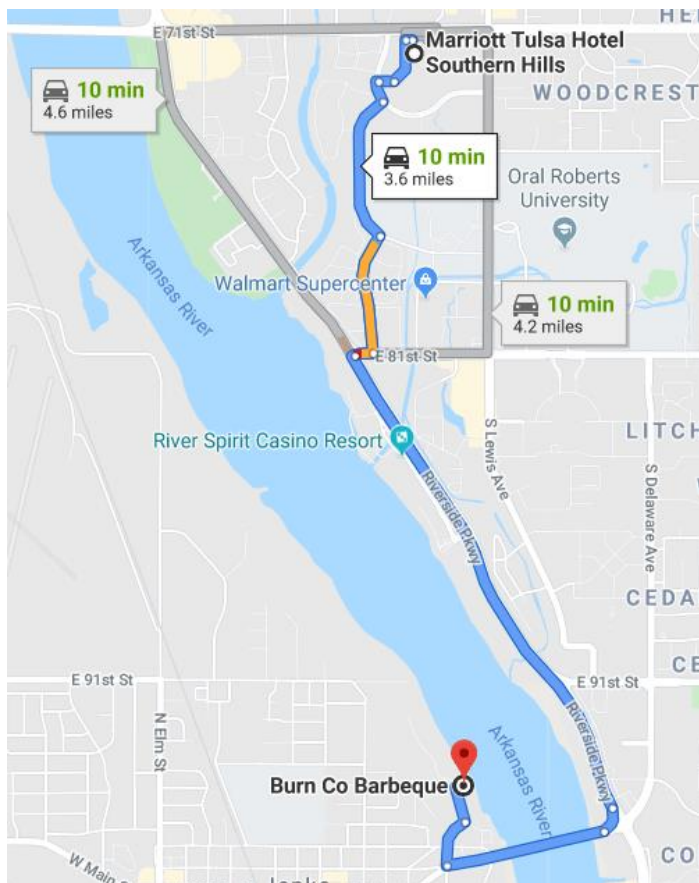 HE
E 71st St
Marriott Tulsa Hotel
Southern Hills
10 min
4.6 miles
WOODCREST
10 min
3.6 miles
Oral Roberts
University
Arkansas River
Walmart Supercenter
10 min
4.2 miles
E 81st St
River Spirit Casino Resort
S Lewis Ave
LITCH
Riverside Pkwy
S Delaware Ave
CEDA
CE
E 91st St
E 91st St
N Elm St
Riverside Pkwy
Arkansas River
Burn Co Barbeque
W Main
CO